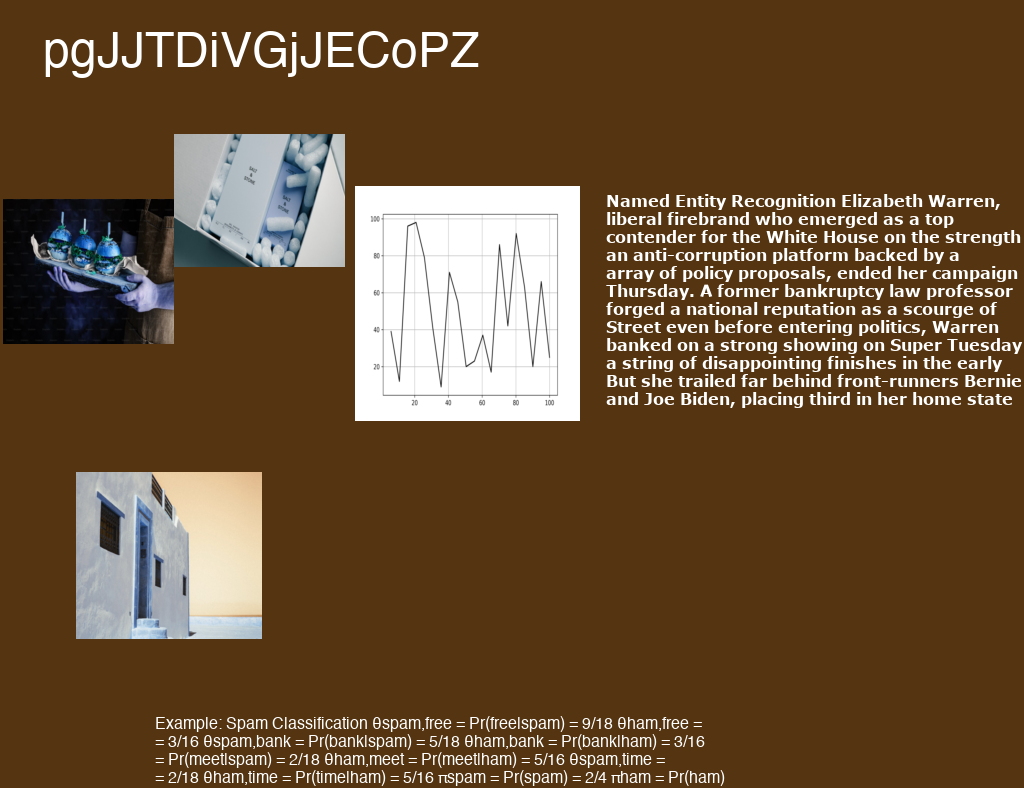 pgJJTDiVGjJECoPZ
SALT
&
STONE
SALT
&
STONE
100
80
60
40
20
20 40 60 80 100
Named Entity Recognition Elizabeth Warren,
liberal firebrand who emerged as a top
contender for the White House on the strength
an anti-corruption platform backed by a
array of policy proposals, ended her campaign
Thursday. A former bankruptcy law professor
forged a national reputation as a scourge of
Street even before entering politics, Warren
banked on a strong showing on Super Tuesday
a string of disappointing finishes in the early
But she trailed far behind front-runners Bernie
and Joe Biden, placing third in her home state
Example: Spam Classification θspam,free = Pr(free|spam) = 9/18 θham,free =
= 3/16 θspam,bank = Pr(bank|spam) = 5/18 θham,bank = Pr(bank|ham) = 3/16
= Pr(meet|spam) = 2/18 θham,meet = Pr(meet|ham) = 5/16 θspam,time =
= 2/18 θham,time = Pr(time|ham) = 5/16 πspam = Pr(spam) = 2/4 πham = Pr(ham)